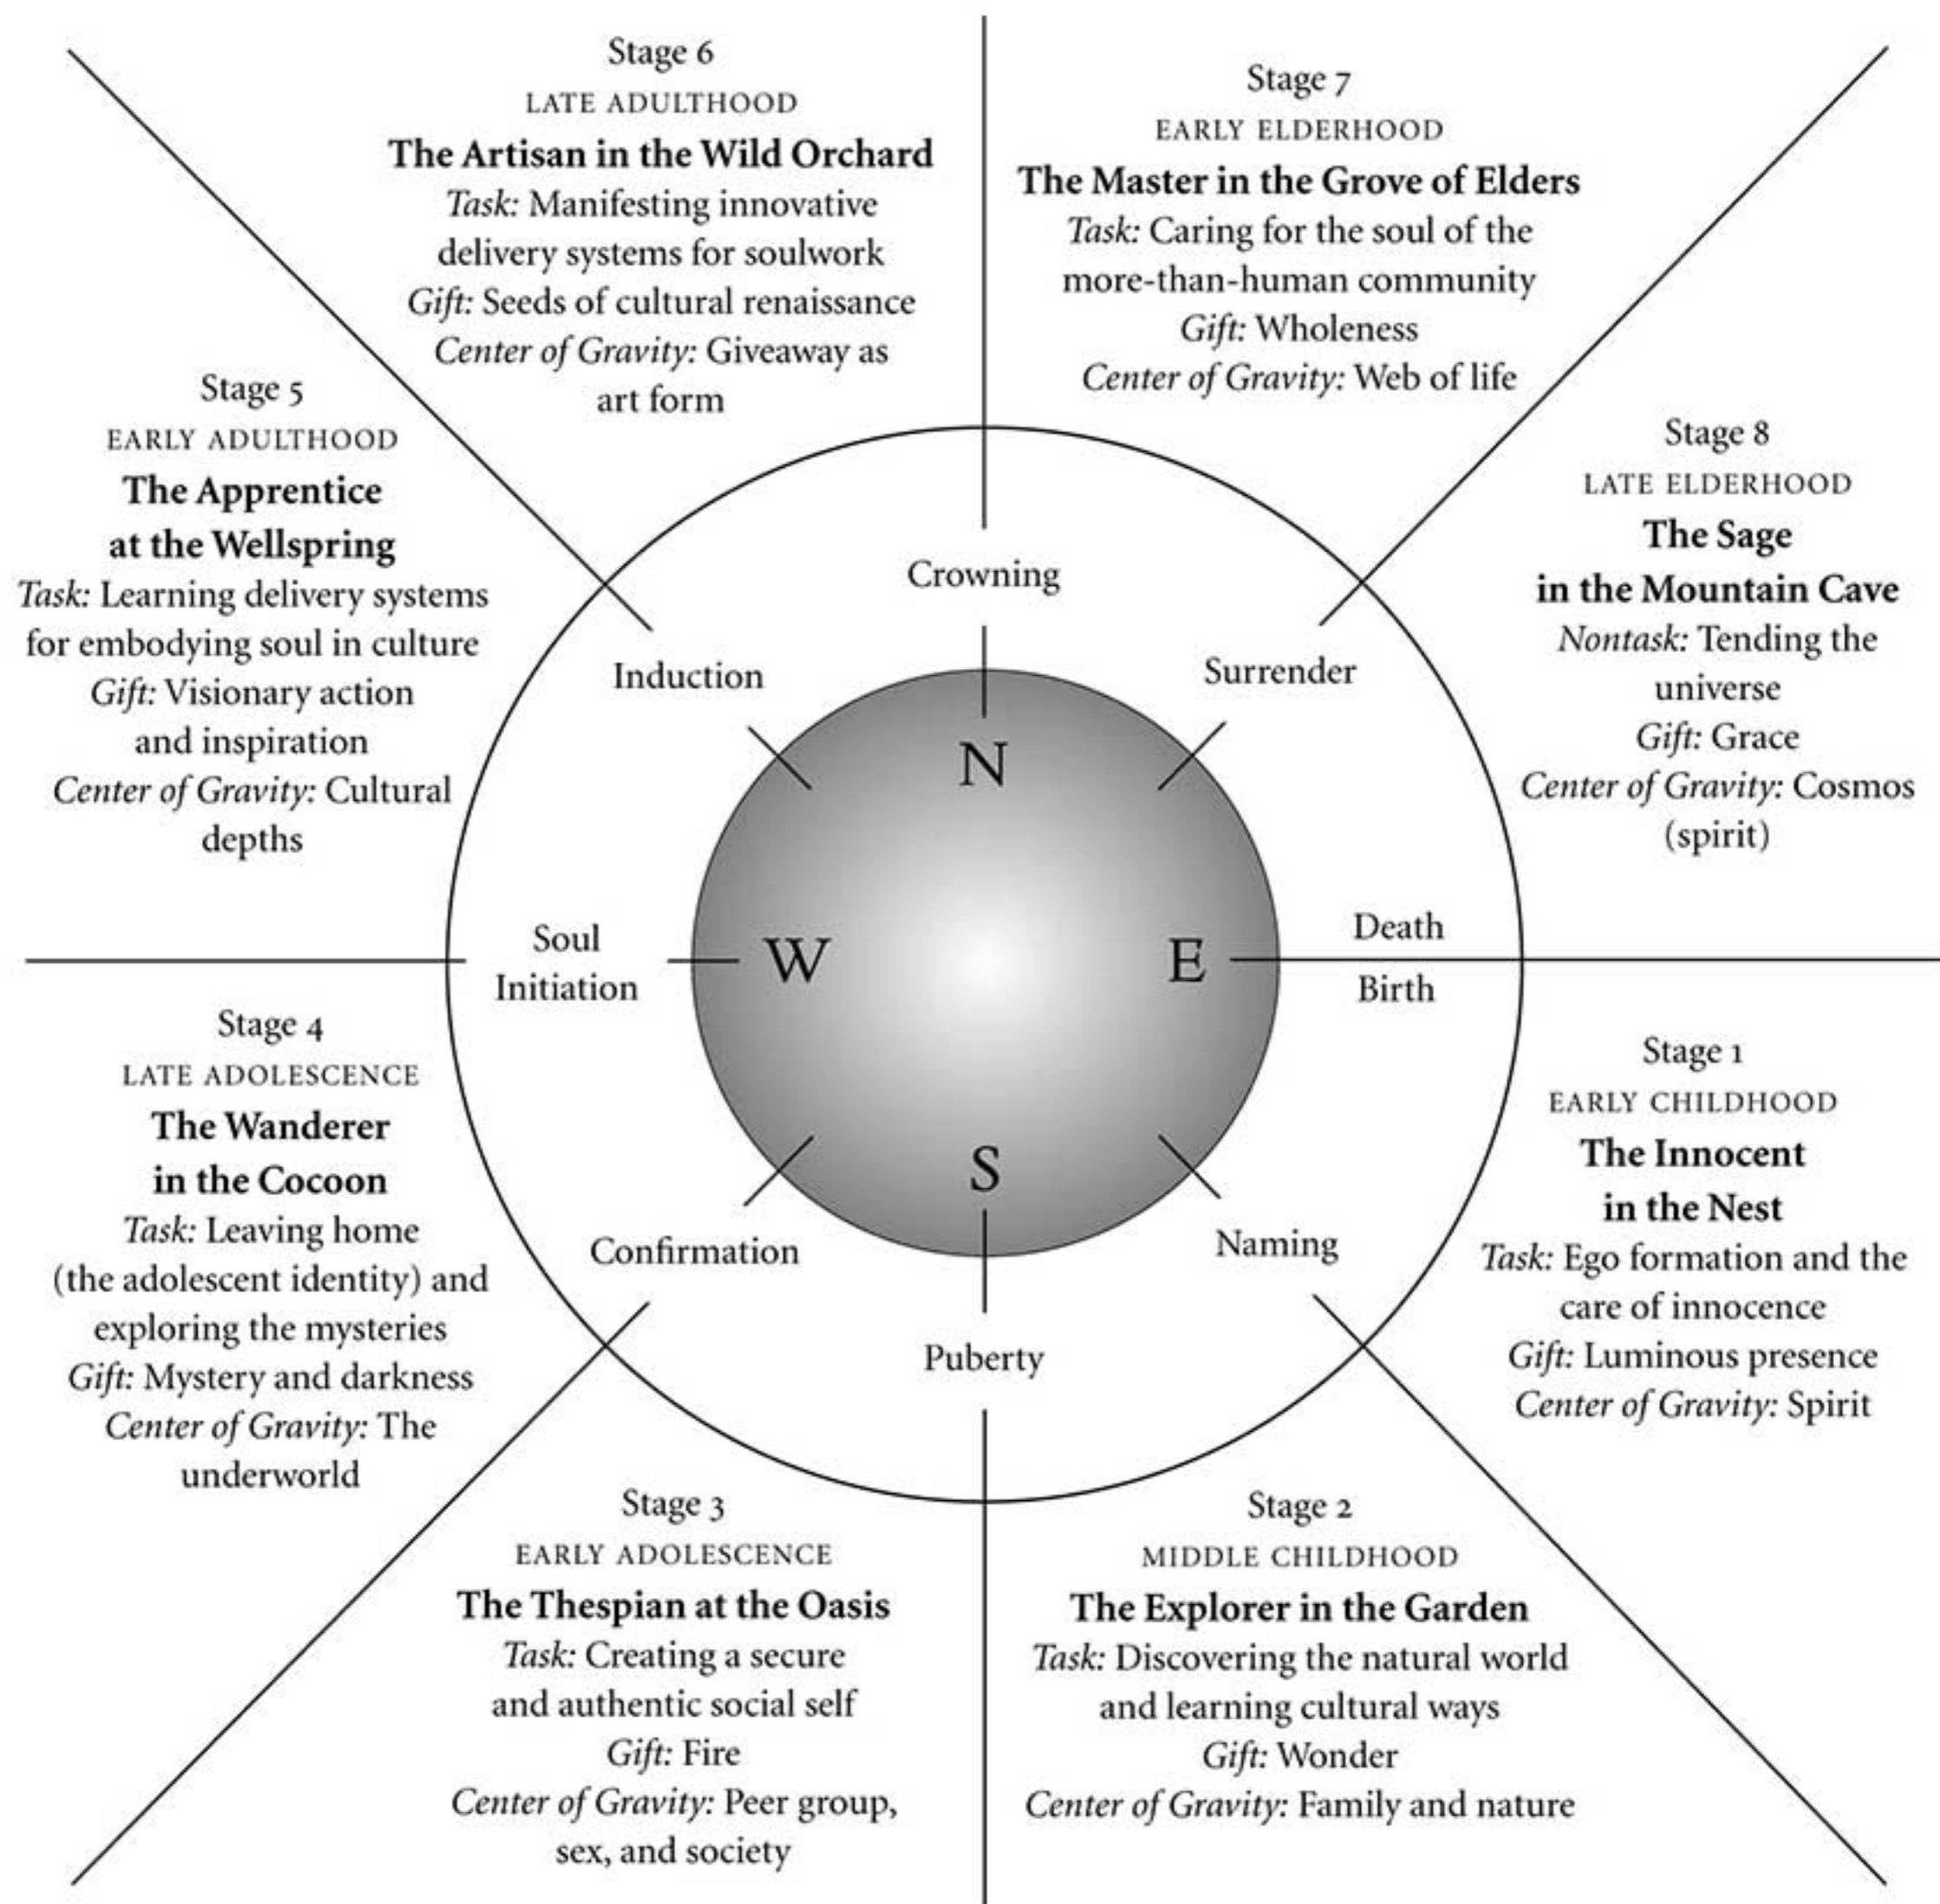 Stage 6
LATE ADULTHOOD
The Artisan in the Wild Orchard
Task: Manifesting innovative
delivery systems for soulwork
Gift: Seeds of cultural renaissance
Center of Gravity: Giveaway as
art form
Stage 7
EARLY ELDERHOOD
The Master in the Grove of Elders
Task: Caring for the soul of the
more-than-human community
Gift: Wholeness
Center of Gravity: Web of life
Stage 5
EARLY ADULTHOOD
The Apprentice
at the Wellspring
Task: Learning delivery systems
for embodying soul in culture
Gift: Visionary action
and inspiration
Center of Gravity: Cultural
depths
Stage 8
LATE ELDERHOOD
The Sage
in the Mountain Cave
Nontask: Tending the
universe
Gift: Grace
Center of Gravity: Cosmos
(spirit)
Crowning
Induction
Surrender
N
Soul
Initiation
W
E
Death
Birth
S
Confirmation
Naming
Puberty
Stage 4
LATE ADOLESCENCE
The Wanderer
in the Cocoon
Task: Leaving home
(the adolescent identity) and
exploring the mysteries
Gift: Mystery and darkness
Center of Gravity: The
underworld
Stage 1
EARLY CHILDHOOD
The Innocent
in the Nest
Task: Ego formation and the
care of innocence
Gift: Luminous presence
Center of Gravity: Spirit
Stage 3
EARLY ADOLESCENCE
The Thespian at the Oasis
Task: Creating a secure
and authentic social self
Gift: Fire
Center of Gravity: Peer group,
sex, and society
Stage 2
MIDDLE CHILDHOOD
The Explorer in the Garden
Task: Discovering the natural world
and learning cultural ways
Gift: Wonder
Center of Gravity: Family and nature